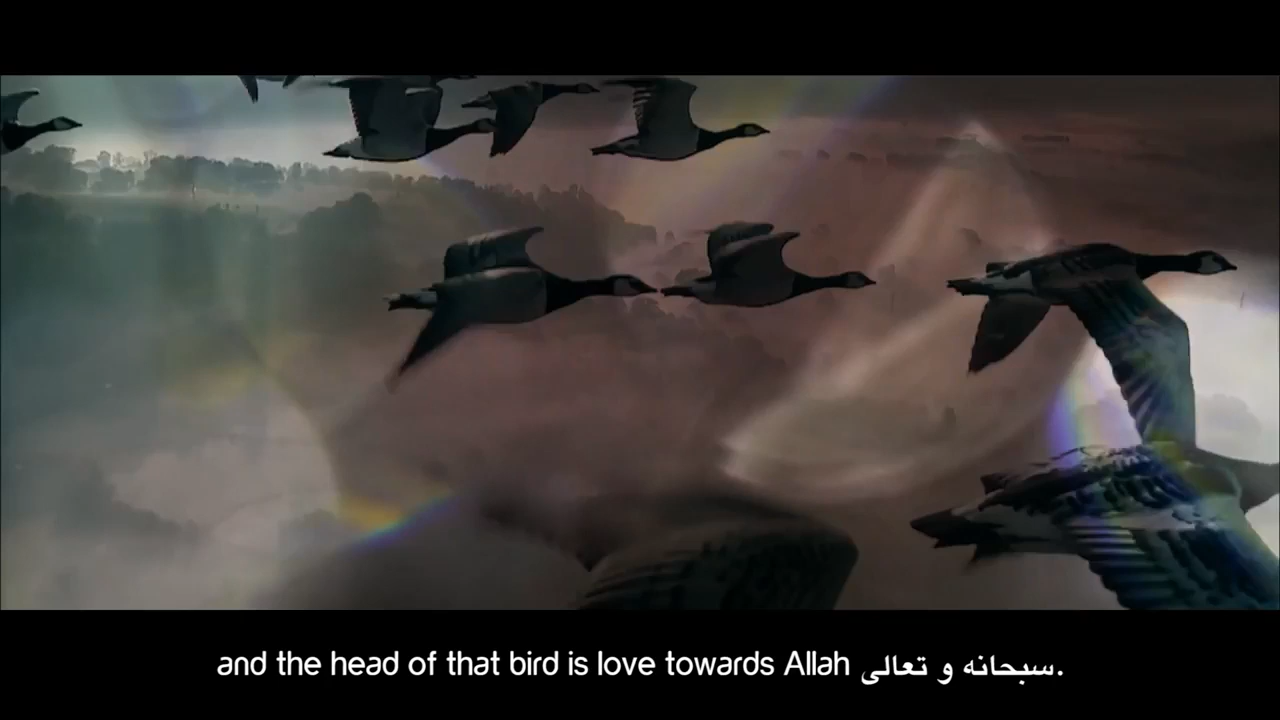 and the head of that bird is love towards Allah سبحانه و تعالى.